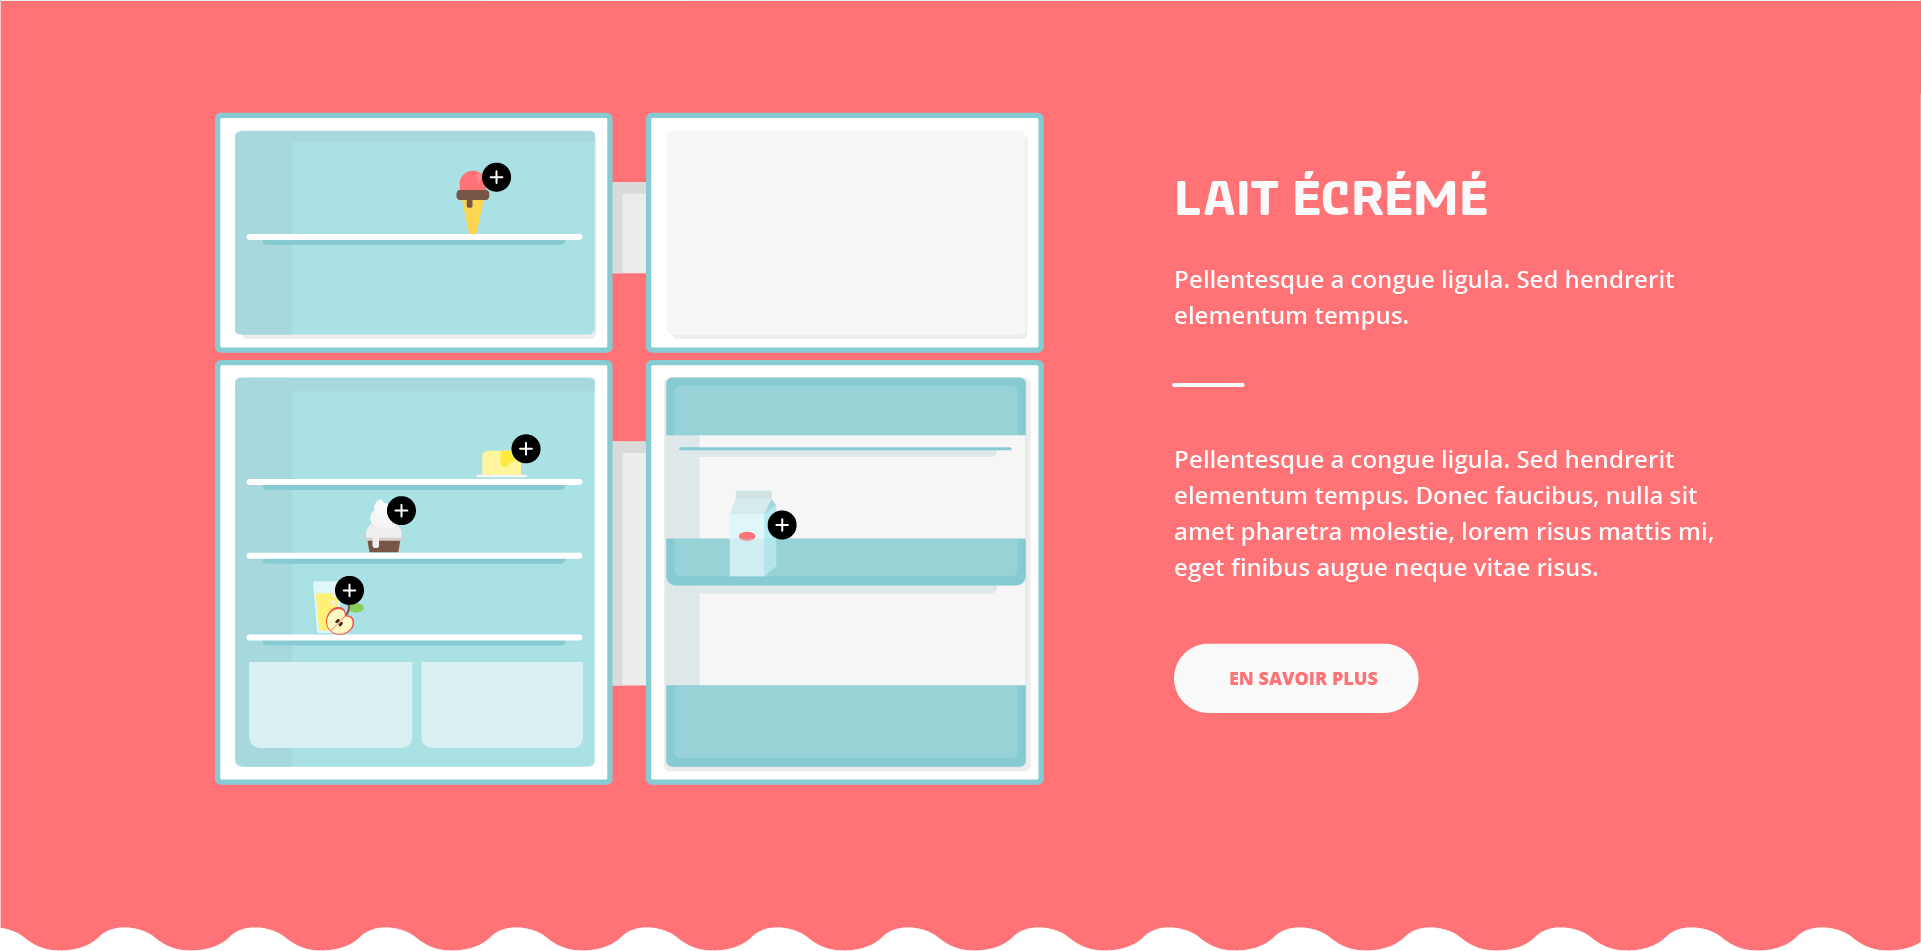 LAIT ÉCRÉMÉ
Pellentesque a congue ligula. Sed hendrerit
elementum tempus.
Pellentesque a congue ligula. Sed hendrerit
elementum tempus. Donec faucibus, nulla sit
amet pharetra molestie, lorem risus mattis mi,
eget finibus augue neque vitae risus.
EN SAVOIR PLUS